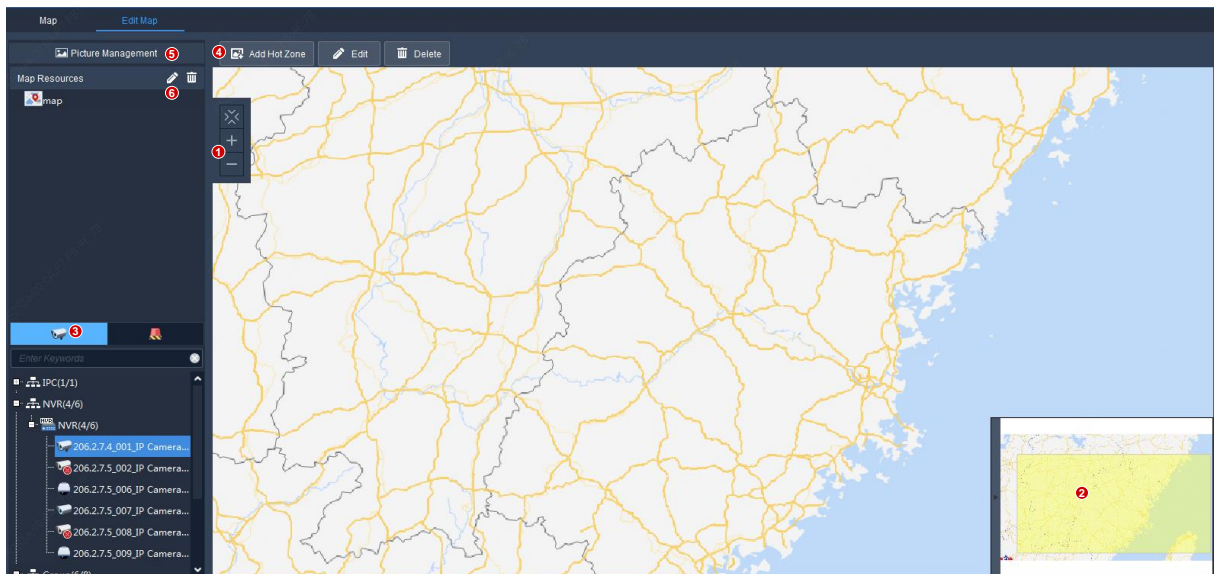 Map Edit Map
Picture Management 5
4 Add Hot Zone Edit Delete
Map Resources
6
map
1
3
Enter Keywords
IPC(1/1)
NVR(4/6)
NVR NVR(4/6)
206.2.7.4_001_IP Camera...
206.2.7.5_002_IP Camera...
206.2.7.5_006_IP Camera...
206.2.7.5_007_IP Camera...
206.2.7.5_008_IP Camera...
206.2.7.5_009_IP Camera...
2